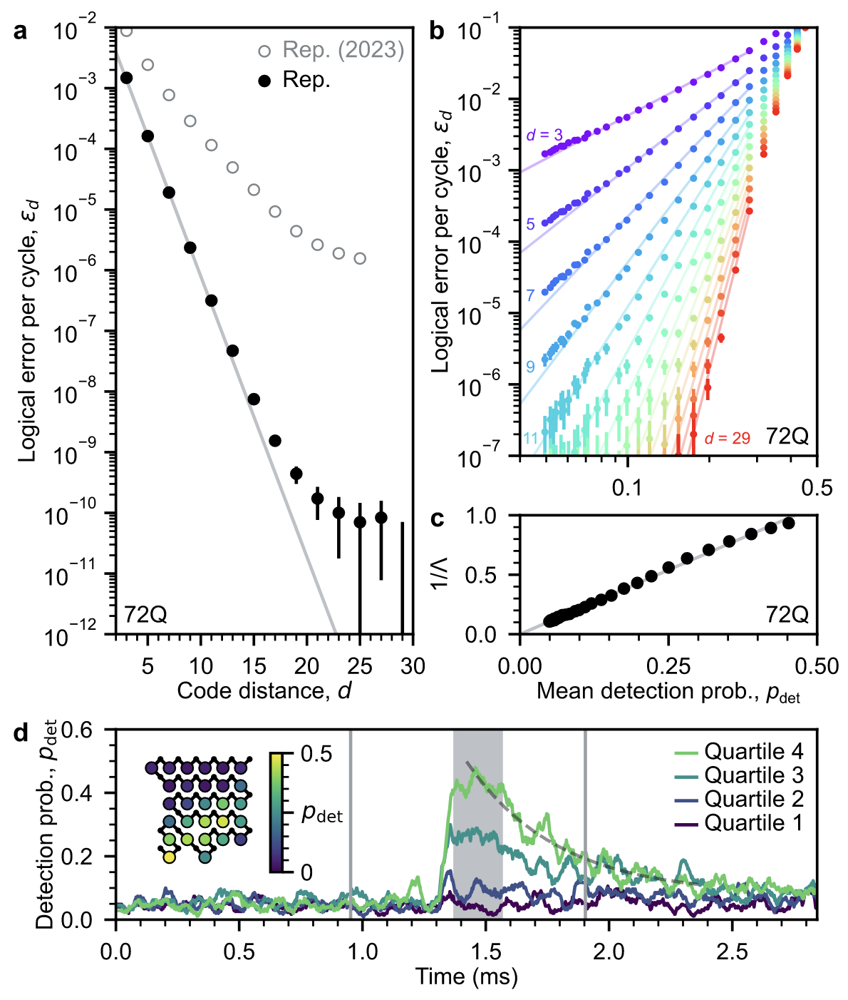 a
10⁻²
10⁻³
10⁻⁴
10⁻⁵
10⁻⁶
10⁻⁷
10⁻⁸
10⁻⁹
10⁻¹⁰
10⁻¹¹
10⁻¹²
Logical error per cycle, ε_d
Rep. (2023)
Rep.
72Q
5
10
15
20
25
30
Code distance, d
b
10⁻¹
10⁻²
10⁻³
10⁻⁴
10⁻⁵
10⁻⁶
10⁻⁷
Logical error per cycle, ε_d
d = 3
5
7
9
11
d = 29
72Q
0.1
0.5
c
1.0
0.5
0.0
1/Λ
72Q
0.00
0.25
0.50
Mean detection prob., p_det
d
0.6
0.4
0.2
0.0
Detection prob., p_det
0.5
p_det
0
Quartile 4
Quartile 3
Quartile 2
Quartile 1
0.0
0.5
1.0
1.5
2.0
2.5
Time (ms)